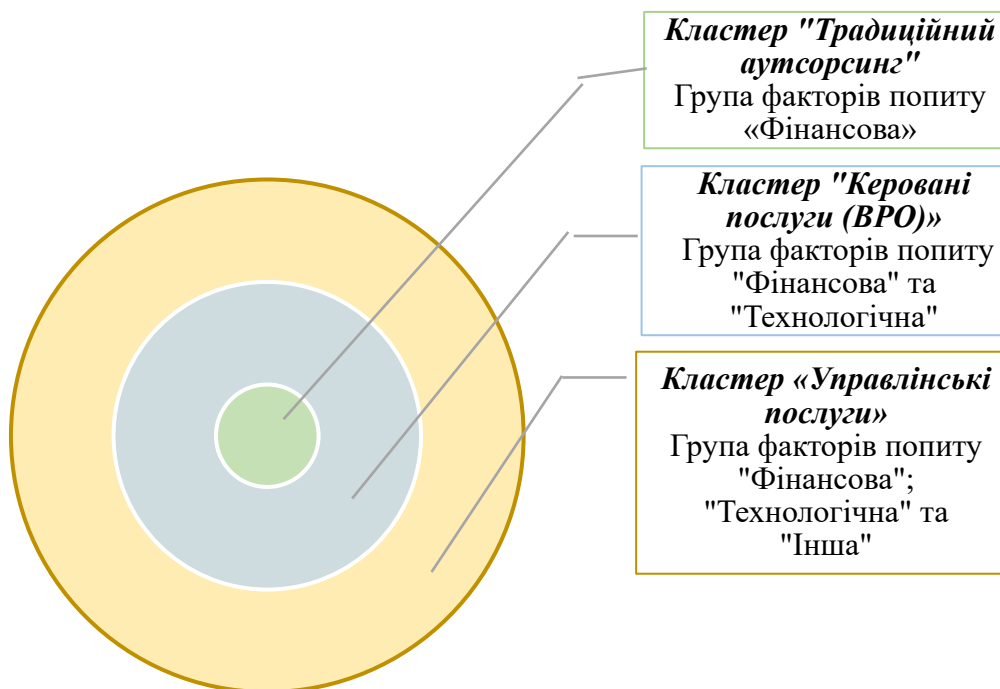 Кластер "Традиційний
аутсорсинг"
Група факторів попиту
«Фінансова»
Кластер "Керовані
послуги (ВРО)»
Група факторів попиту
"Фінансова" та
"Технологічна"
Кластер «Управлінські
послуги»
Група факторів попиту
"Фінансова";
"Технологічна" та
"Інша"